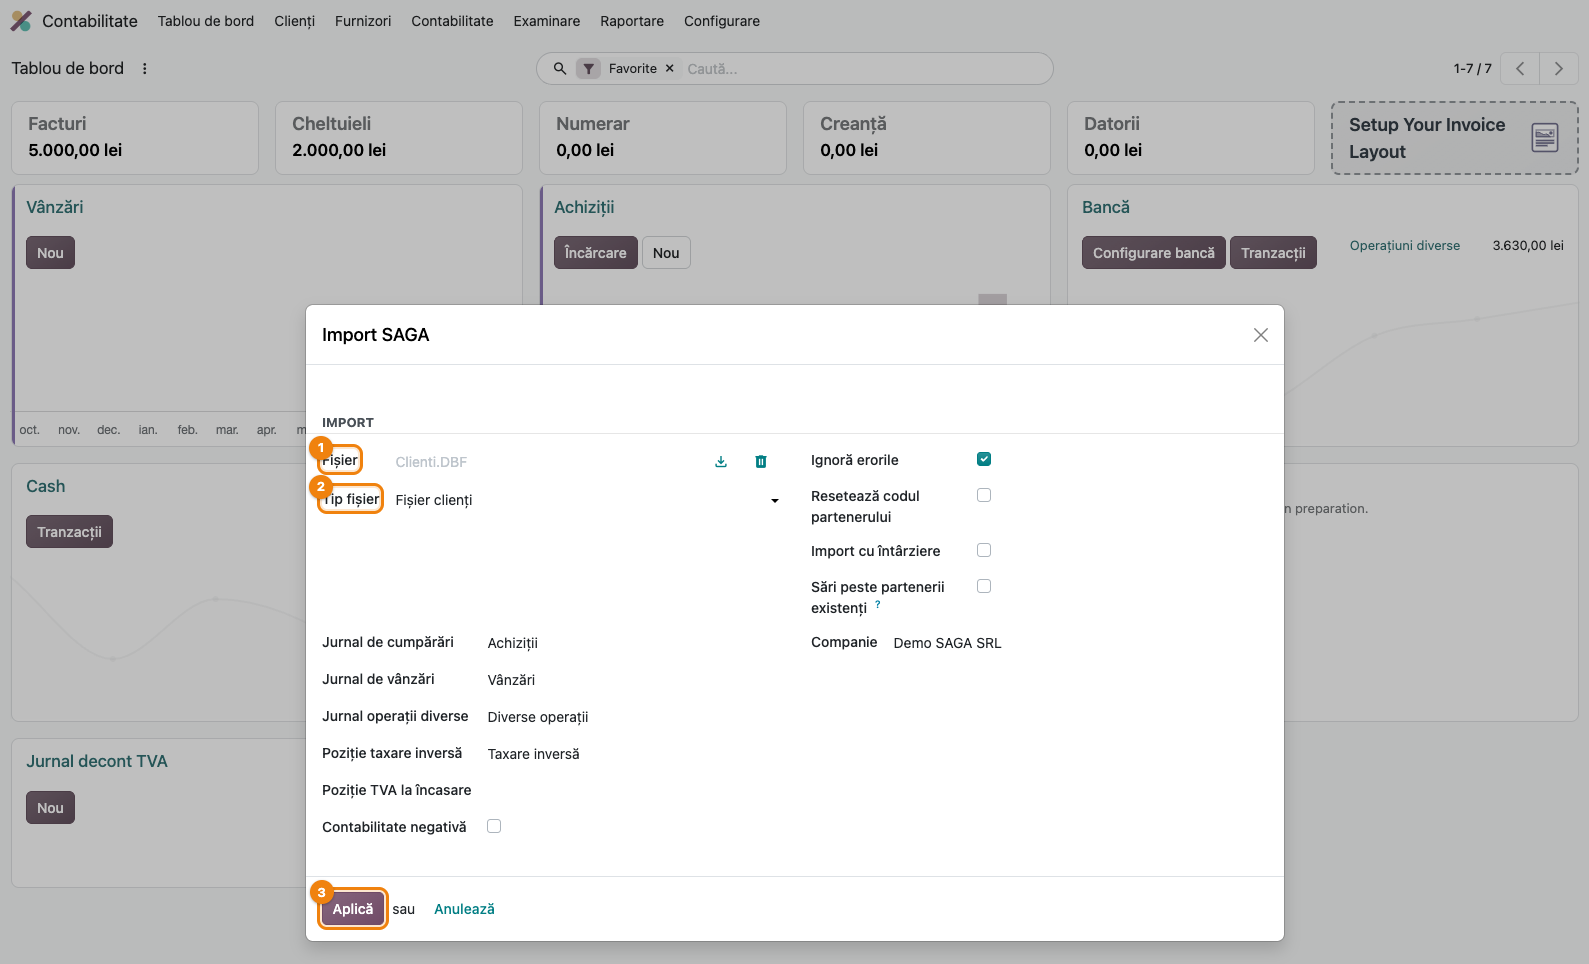 Contabilitate Tablou de bord Clienți Furnizori Contabilitate Examinare Raportare Configurare
Tablou de bord Favorite Caută... 1-7 / 7
Facturi
5.000,00 lei
Cheltuieli
2.000,00 lei
Numerar
0,00 lei
Creanță
0,00 lei
Datorii
0,00 lei
Setup Your Invoice
Layout
Vânzări
Nou
oct. nov. dec. ian. feb. mar. apr.
Achiziții
Încărcare Nou
Bancă
Configurare bancă Tranzacții Operațiuni diverse 3.630,00 lei
Cash
Tranzacții
n preparation.
Jurnal decont TVA
Nou
Import SAGA
IMPORT
1
Fișier Clienti.DBF
2
Tip fișier Fișier clienți
Ignoră erorile
Resetează codul
partenerului
Import cu întârziere
Sări peste partenerii
existenți ?
Jurnal de cumpărări Achiziții
Companie Demo SAGA SRL
Jurnal de vânzări Vânzări
Jurnal operații diverse Diverse operații
Poziție taxare inversă Taxare inversă
Poziție TVA la încasare
Contabilitate negativă
3
Aplică sau Anulează